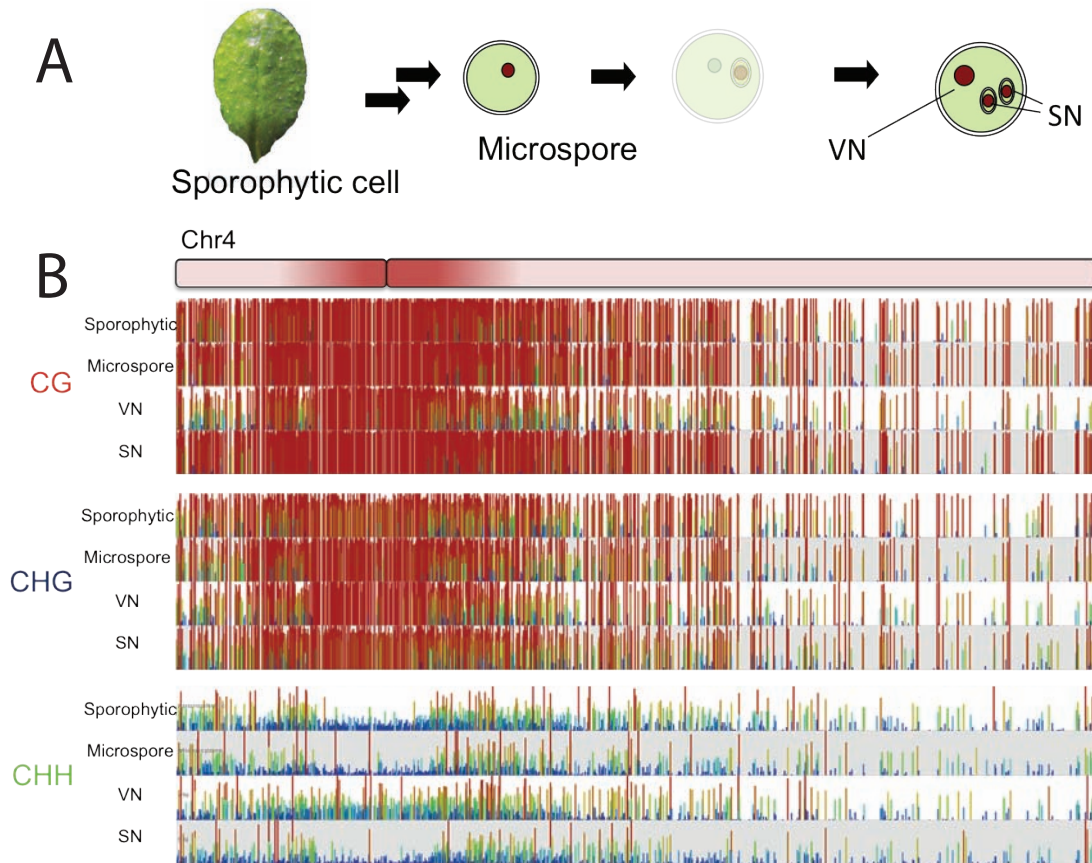 A
Sporophytic cell
Microspore
VN
SN
B
Chr4
CG
Sporophytic
Microspore
VN
SN
CHG
Sporophytic
Microspore
VN
SN
CHH
Sporophytic
Microspore
VN
SN